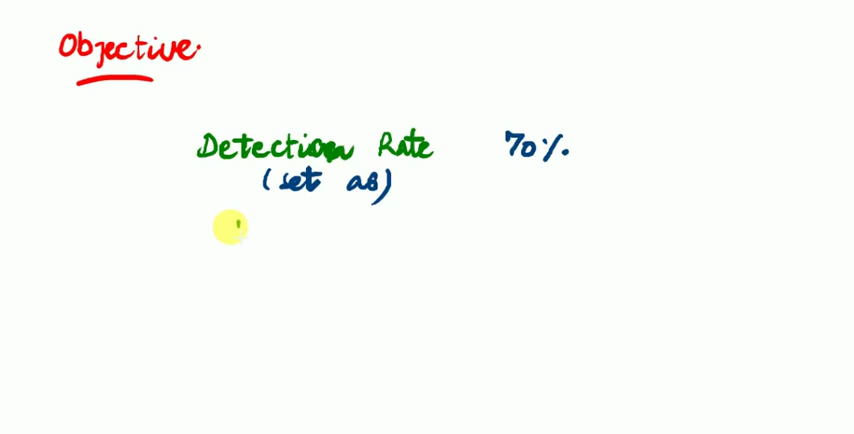 Objective.
Detection Rate 70%.
(set as)